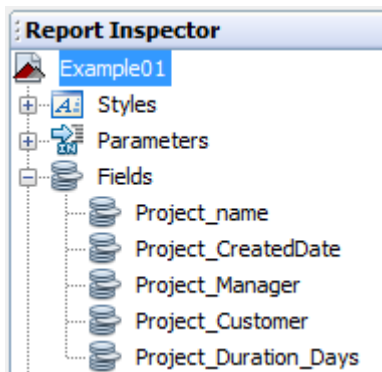 Report Inspector
Example01
Styles
Parameters
Fields
Project_name
Project_CreatedDate
Project_Manager
Project_Customer
Project_Duration_Days